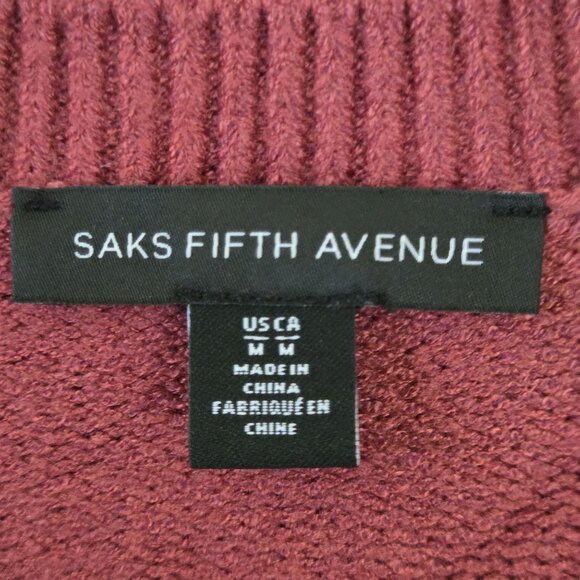 SAKS FIFTH AVENUE
US CA
M M
MADE IN
CHINA
FABRIQUÉ EN
CHINE